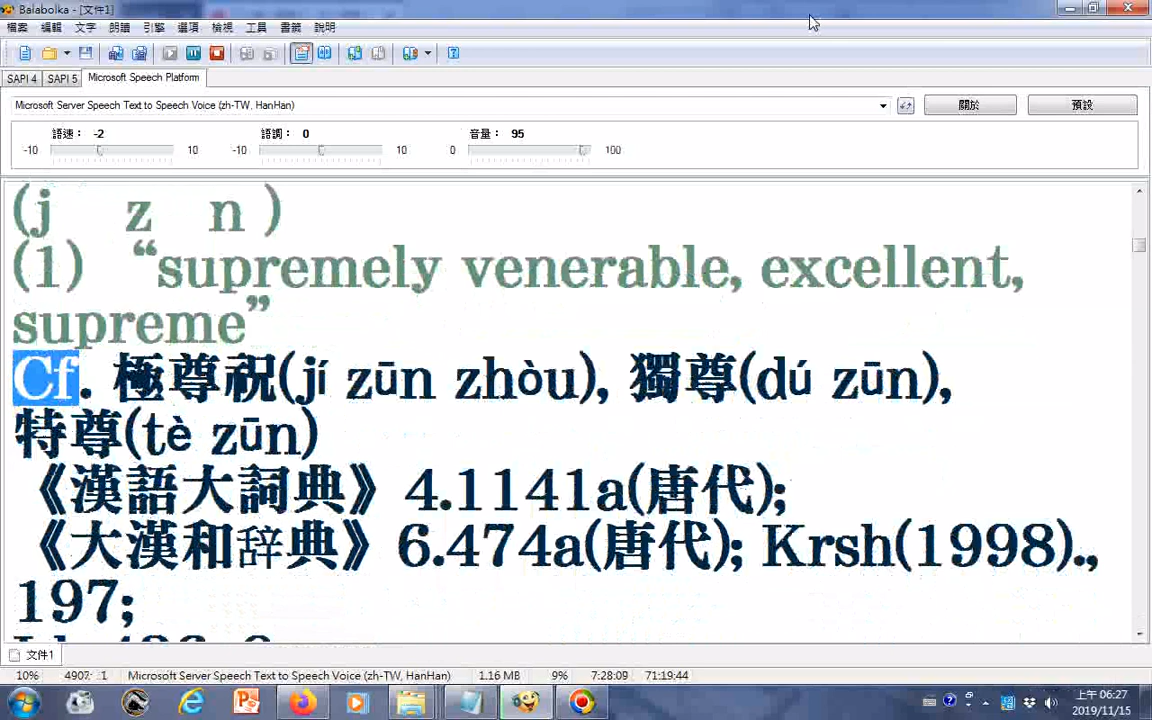 Balabolka - [文件1]
檔案 編輯 文字 朗讀 引擎 選項 檢視 工具 書籤 說明
SAPI 4 SAPI 5 Microsoft Speech Platform
Microsoft Server Speech Text to Speech Voice (zh-TW, HanHan) 關於 預設
語速： -2 語調： 0 音量： 95
-10 10 -10 10 0 100
(j z n )
(1) “supremely venerable, excellent,
supreme”
Cf. 極尊祝(jí zūn zhòu), 獨尊(dú zūn),
特尊(tè zūn)
《漢語大詞典》 4.1141a(唐代);
《大漢和辞典》 6.474a(唐代); Krsh(1998).,
197;
文件1
10% 4907: 1 Microsoft Server Speech Text to Speech Voice (zh-TW, HanHan) 1.16 MB 9% 7:28:09 71:19:44
上午 06:27
2019/11/15